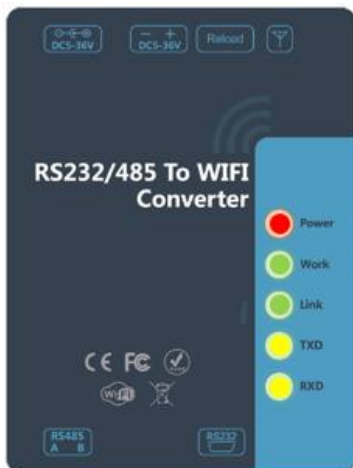 DC5-36V
DC5-36V
Reload
RS232/485 To WIFI
Converter
Power
Work
Link
TXD
RXD
CE FC
WiFi
RS485
A B
RS232